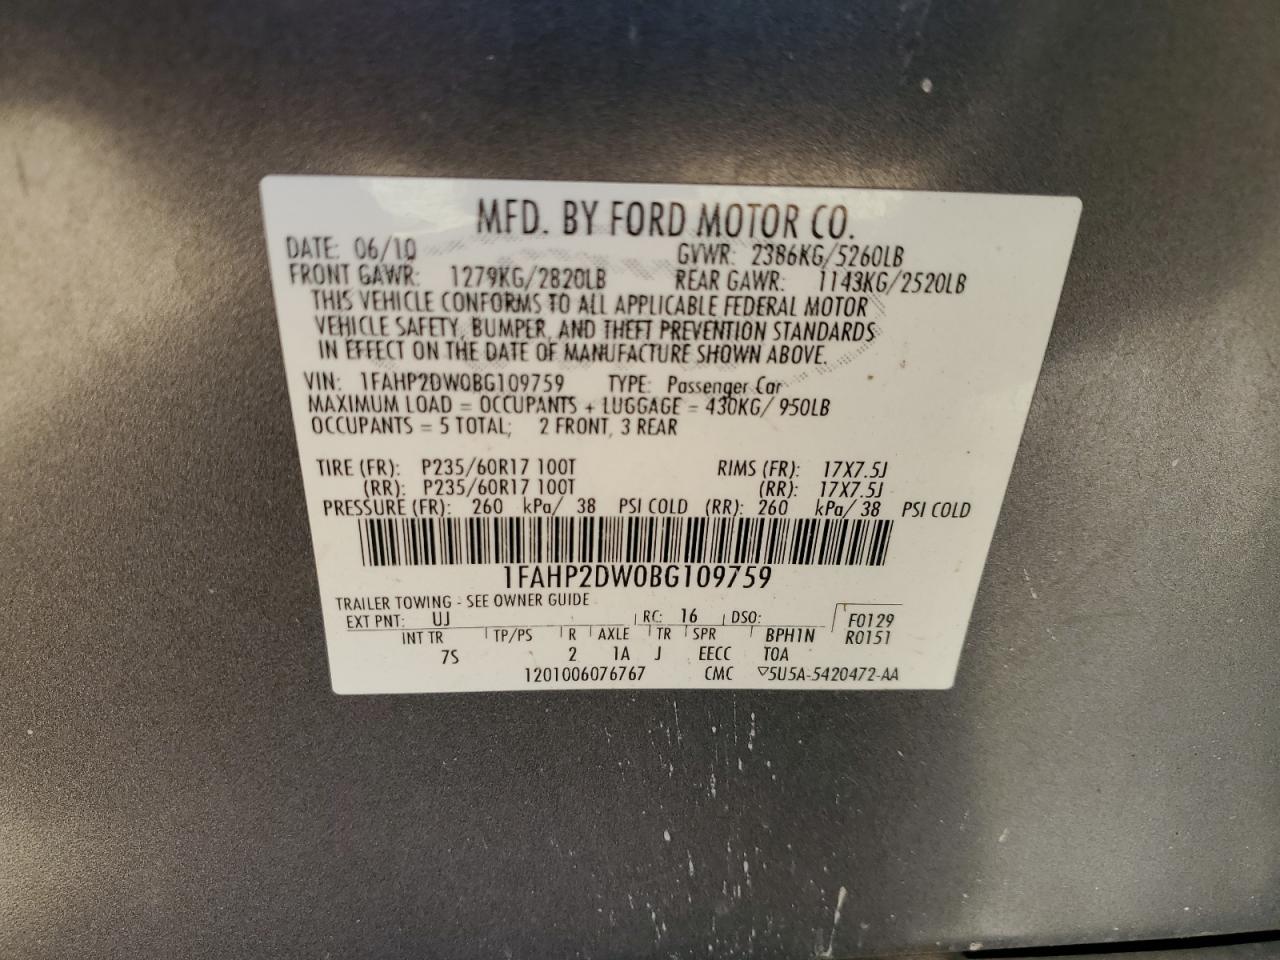 MFD. BY FORD MOTOR CO.
DATE: 06/10 GVWR: 2386KG/5260LB
FRONT GAWR: 1279KG/2820LB REAR GAWR: 1143KG/2520LB
THIS VEHICLE CONFORMS TO ALL APPLICABLE FEDERAL MOTOR
VEHICLE SAFETY, BUMPER, AND THEFT PREVENTION STANDARDS
IN EFFECT ON THE DATE OF MANUFACTURE SHOWN ABOVE.
VIN: 1FAHP2DW0BG109759 TYPE: Passenger Car
MAXIMUM LOAD = OCCUPANTS + LUGGAGE = 430KG/ 950LB
OCCUPANTS = 5 TOTAL; 2 FRONT, 3 REAR
TIRE (FR): P235/60R17 100T RIMS (FR): 17X7.5J
(RR): P235/60R17 100T (RR): 17X7.5J
PRESSURE (FR): 260 kPa/ 38 PSI COLD (RR): 260 kPa/ 38 PSI COLD
1FAHP2DW0BG109759
TRAILER TOWING - SEE OWNER GUIDE
EXT PNT: UJ RC: 16 DSO: F0129
INT TR TP/PS R AXLE TR SPR BPH1N R0151
7S 2 1A J EECC TOA
1201006076767 CMC ▽5U5A-5420472-AA